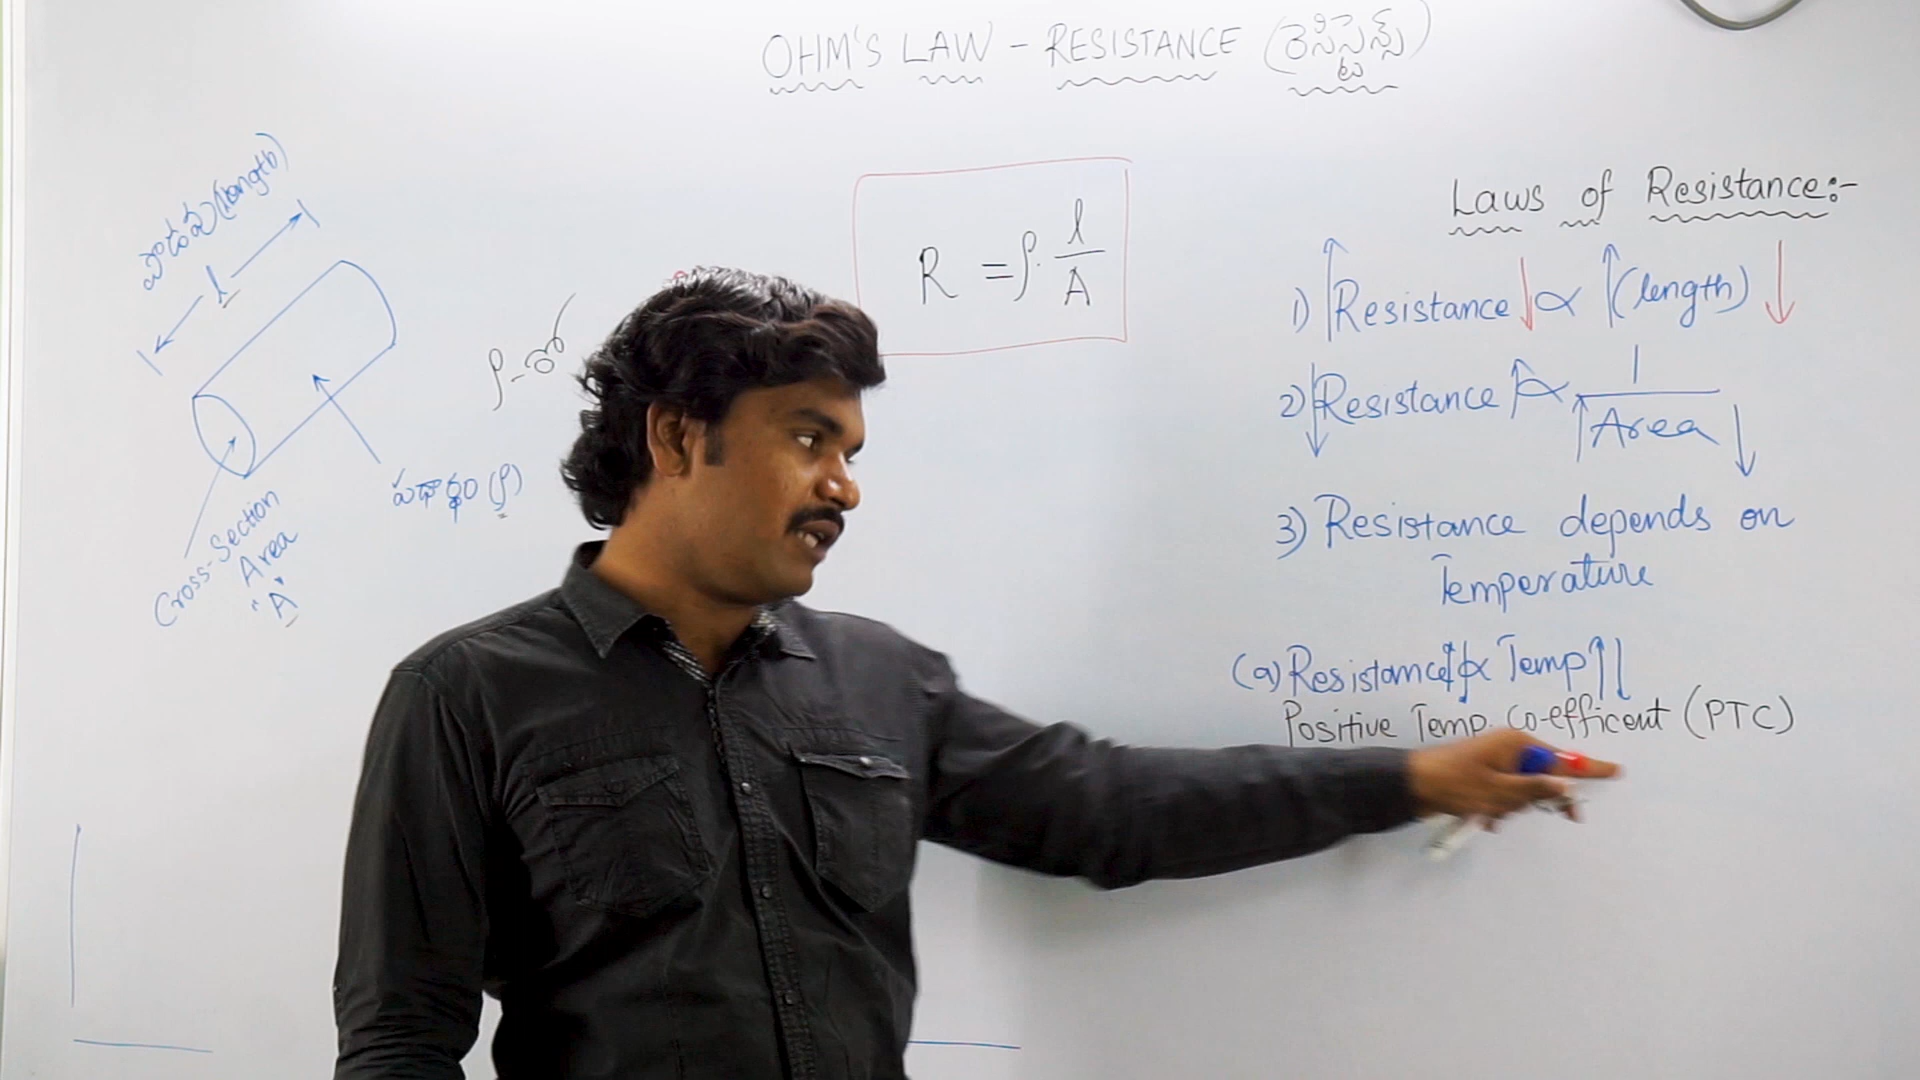 OHM'S LAW - RESISTANCE (రెసిస్టెన్స్)
పొడవు (length)
l
Cross-Section
Area
"A"
పదార్థం (ρ)
ρ - రో
R = ρ. l/A
Laws of Resistance:-
1) Resistance ∝ (length)
2) Resistance ∝ 1/Area
3) Resistance depends on
Temperature
(a) Resistance ∝ Temp
Positive Temp. Co-efficent (PTC)